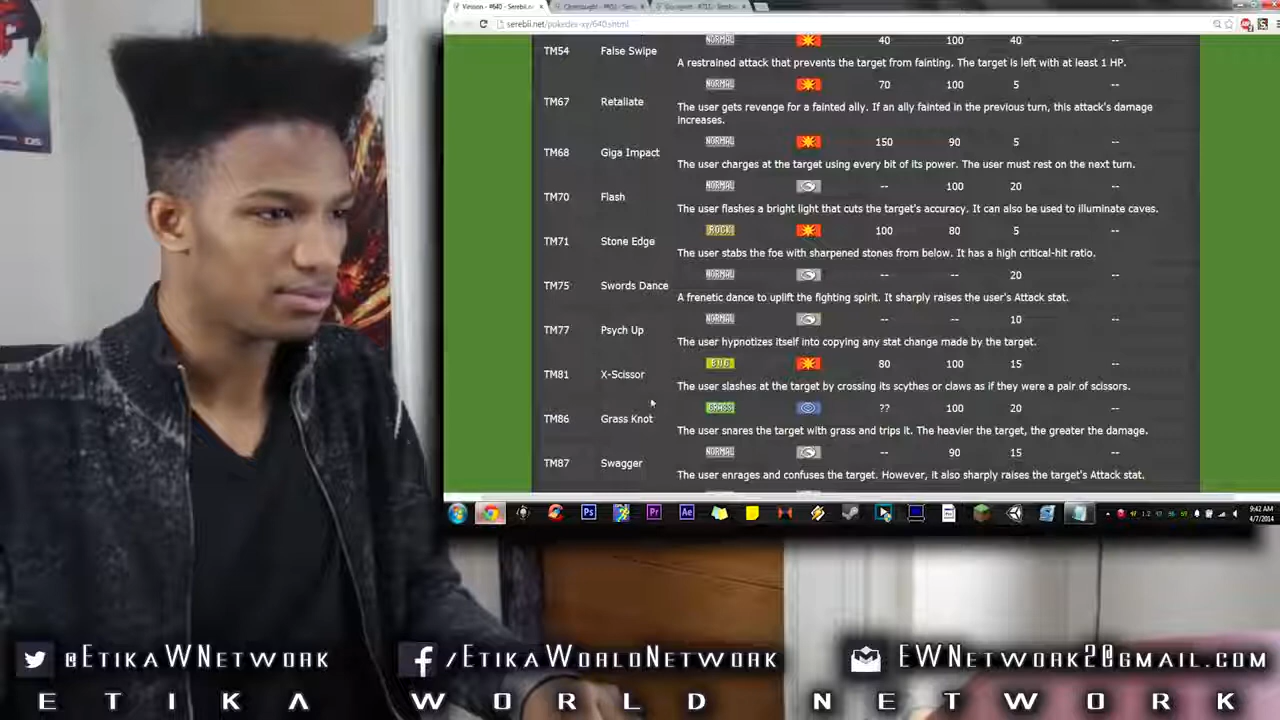 Virizion - #640 - Serebii.n
serebii.net/pokedex-xy/640.shtml
NORMAL 40 100 40 --
TM54 False Swipe
A restrained attack that prevents the target from fainting. The target is left with at least 1 HP.
NORMAL 70 100 5 --
TM67 Retaliate
The user gets revenge for a fainted ally. If an ally fainted in the previous turn, this attack's damage
increases.
NORMAL 150 90 5 --
TM68 Giga Impact
The user charges at the target using every bit of its power. The user must rest on the next turn.
NORMAL -- 100 20 --
TM70 Flash
The user flashes a bright light that cuts the target's accuracy. It can also be used to illuminate caves.
ROCK 100 80 5 --
TM71 Stone Edge
The user stabs the foe with sharpened stones from below. It has a high critical-hit ratio.
NORMAL -- -- 20 --
TM75 Swords Dance
A frenetic dance to uplift the fighting spirit. It sharply raises the user's Attack stat.
NORMAL -- -- 10 --
TM77 Psych Up
The user hypnotizes itself into copying any stat change made by the target.
BUG 80 100 15 --
TM81 X-Scissor
The user slashes at the target by crossing its scythes or claws as if they were a pair of scissors.
GRASS ?? 100 20 --
TM86 Grass Knot
The user snares the target with grass and trips it. The heavier the target, the greater the damage.
NORMAL -- 90 15 --
TM87 Swagger
The user enrages and confuses the target. However, it also sharply raises the target's Attack stat.
Ps Pr Ae
9:42 AM
4/7/2014
@EtikaWNetwork /EtikaWorldNetwork EWNetwork2@gmail.com
ETIKA WORLD NETWORK